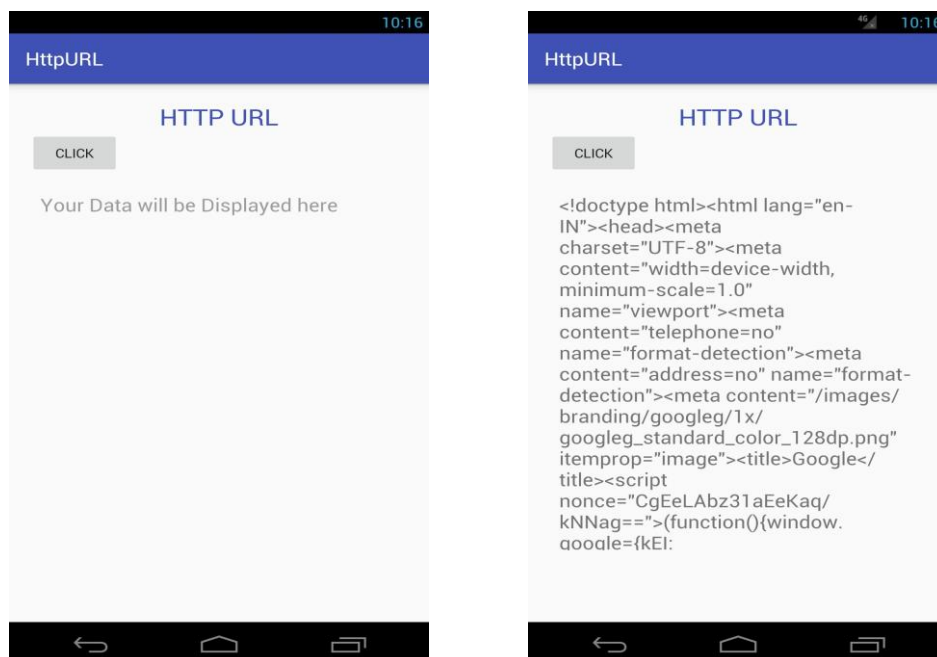 10:16
HttpURL
HTTP URL
CLICK
Your Data will be Displayed here
4G
10:16
HttpURL
HTTP URL
CLICK
<!doctype html><html lang="en-
IN"><head><meta
charset="UTF-8"><meta
content="width=device-width,
minimum-scale=1.0"
name="viewport"><meta
content="telephone=no"
name="format-detection"><meta
content="address=no" name="format-
detection"><meta content="/images/
branding/googleg/1x/
googleg_standard_color_128dp.png"
itemprop="image"><title>Google</
title><script
nonce="CgEeLAbz31aEeKaq/
kNNag==">(function(){window.
google={kEI: